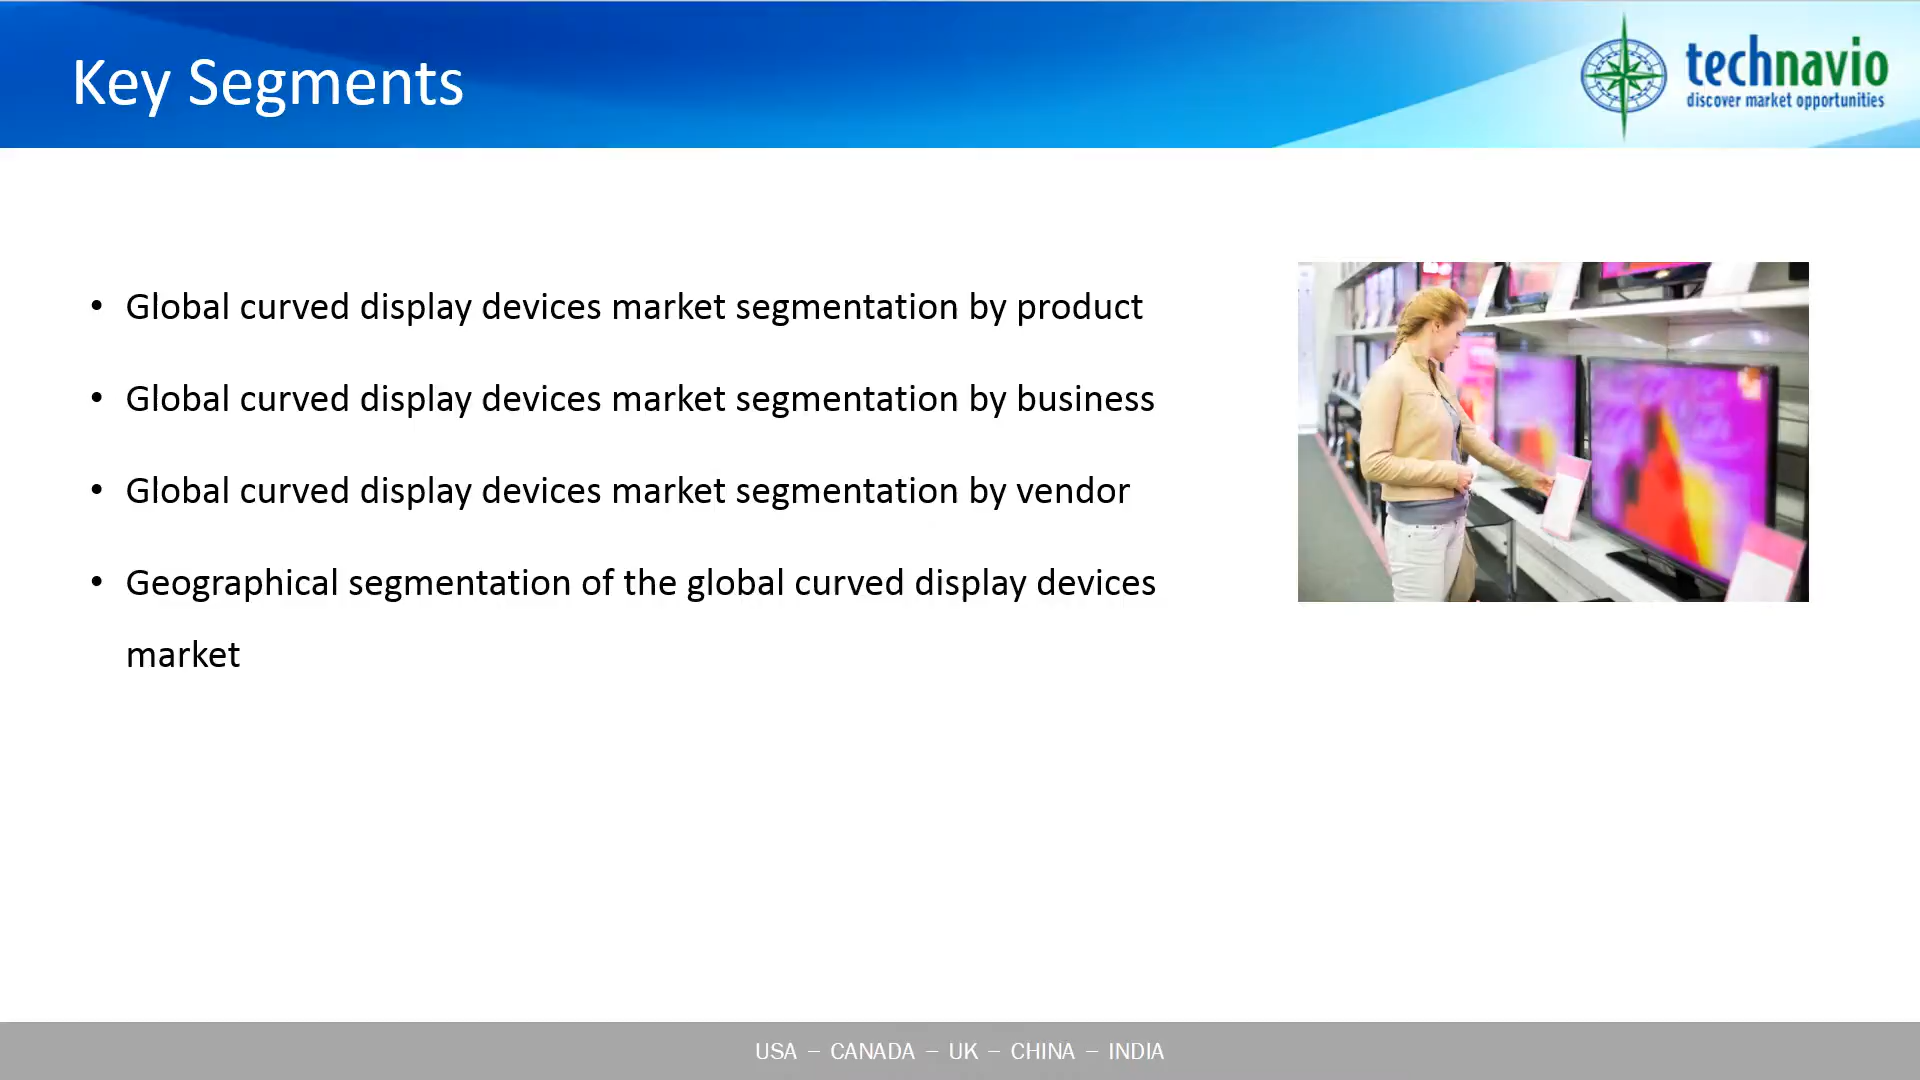 Key Segments
technavio
discover market opportunities
• Global curved display devices market segmentation by product
• Global curved display devices market segmentation by business
• Global curved display devices market segmentation by vendor
• Geographical segmentation of the global curved display devices
market
USA – CANADA – UK – CHINA – INDIA